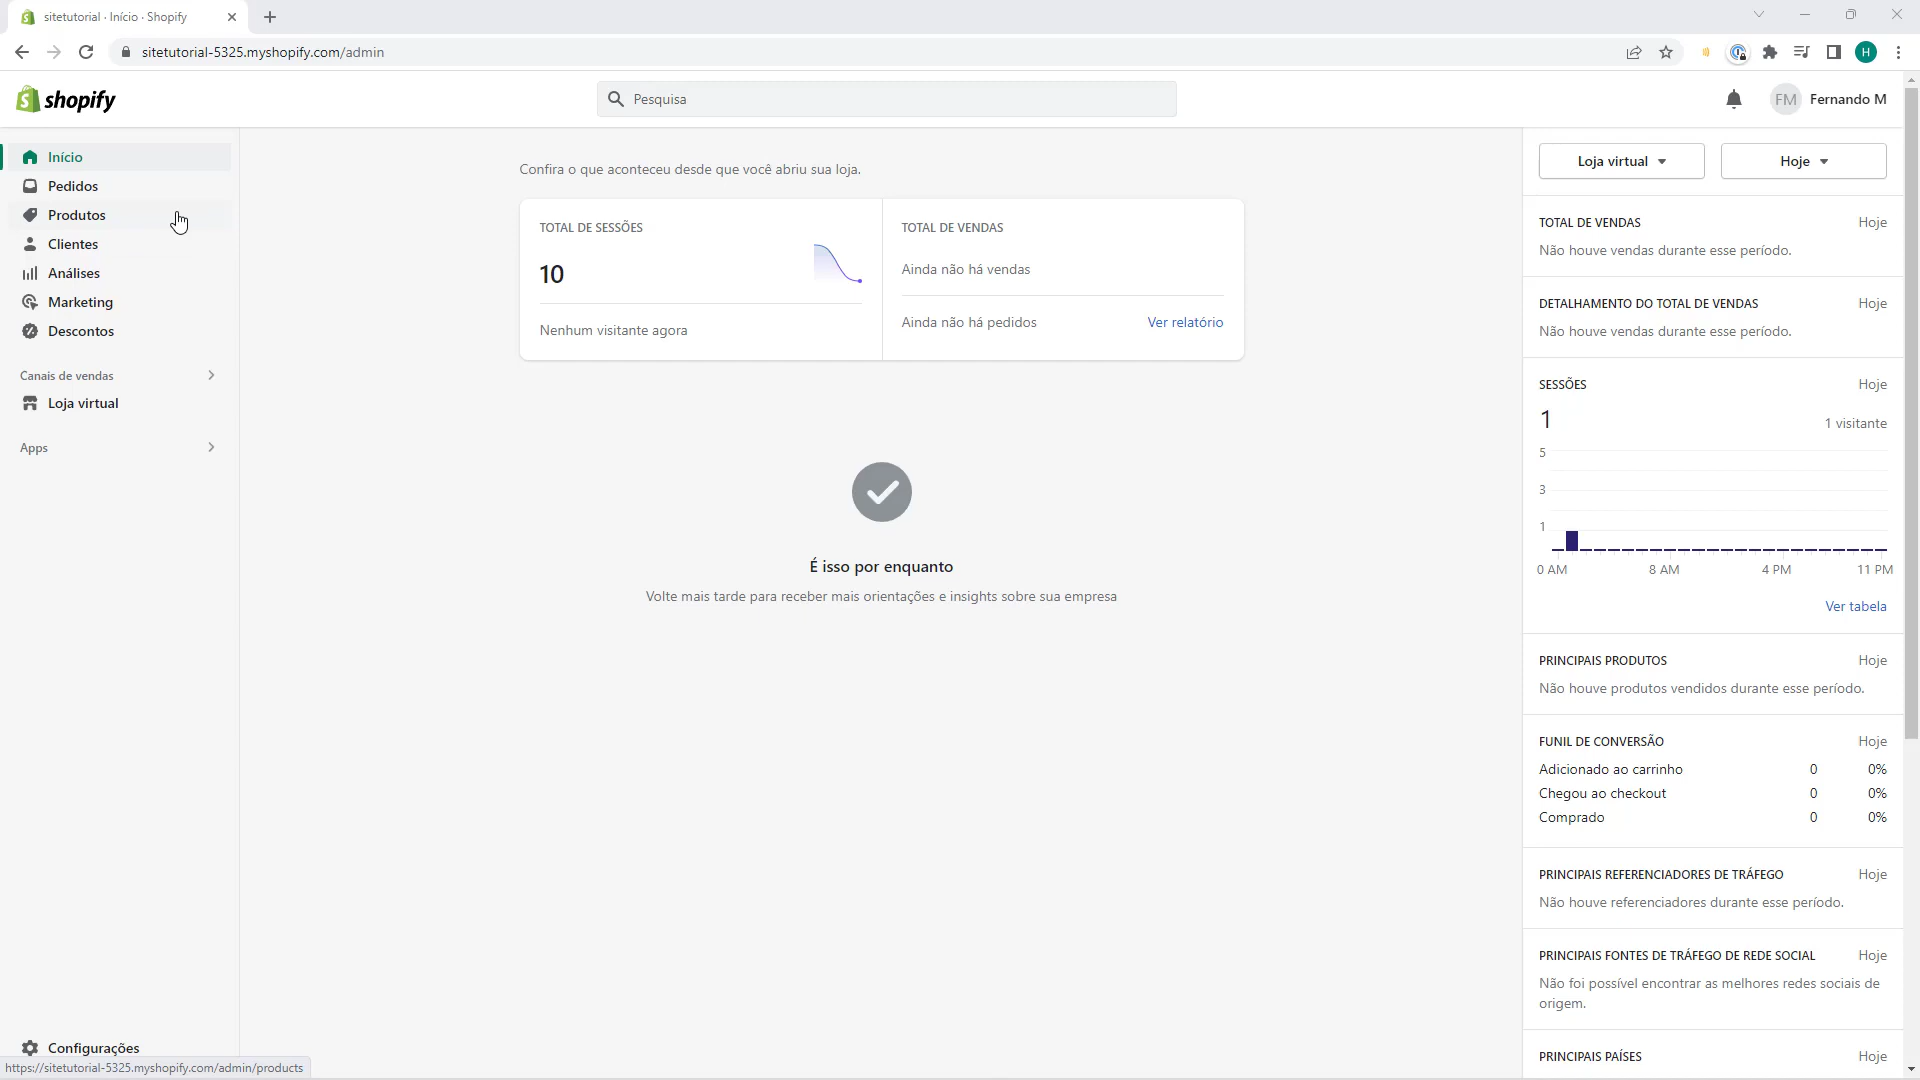 sitetutorial · Início · Shopify
sitetutorial-5325.myshopify.com/admin
H
shopify
Pesquisa
FM Fernando M
Início
Pedidos
Produtos
Clientes
Análises
Marketing
Descontos
Canais de vendas
Loja virtual
Apps
Configurações
https://sitetutorial-5325.myshopify.com/admin/products
Confira o que aconteceu desde que você abriu sua loja.
TOTAL DE SESSÕES
10
Nenhum visitante agora
TOTAL DE VENDAS
Ainda não há vendas
Ainda não há pedidos Ver relatório
É isso por enquanto
Volte mais tarde para receber mais orientações e insights sobre sua empresa
Loja virtual Hoje
TOTAL DE VENDAS Hoje
Não houve vendas durante esse período.
DETALHAMENTO DO TOTAL DE VENDAS Hoje
Não houve vendas durante esse período.
SESSÕES Hoje
1 1 visitante
5
3
1
0 AM 8 AM 4 PM 11 PM
Ver tabela
PRINCIPAIS PRODUTOS Hoje
Não houve produtos vendidos durante esse período.
FUNIL DE CONVERSÃO Hoje
Adicionado ao carrinho 0 0%
Chegou ao checkout 0 0%
Comprado 0 0%
PRINCIPAIS REFERENCIADORES DE TRÁFEGO Hoje
Não houve referenciadores durante esse período.
PRINCIPAIS FONTES DE TRÁFEGO DE REDE SOCIAL Hoje
Não foi possível encontrar as melhores redes sociais de
origem.
PRINCIPAIS PAÍSES Hoje